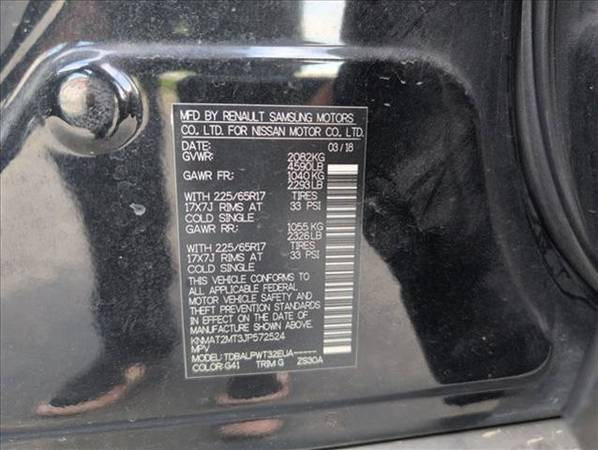 MFD BY RENAULT SAMSUNG MOTORS
CO. LTD. FOR NISSAN MOTOR CO. LTD.
DATE: 03/18
GVWR: 2082KG
4590LB
GAWR FR: 1040KG
2293LB
WITH 225/65R17 TIRES
17X7J RIMS AT 33 PSI
COLD SINGLE
GAWR RR: 1055KG
2326LB
WITH 225/65R17 TIRES
17X7J RIMS AT 33 PSI
COLD SINGLE
THIS VEHICLE CONFORMS TO
ALL APPLICABLE FEDERAL
MOTOR VEHICLE SAFETY AND
THEFT PREVENTION STANDARDS
IN EFFECT ON THE DATE OF
MANUFACTURE SHOWN ABOVE.
KNMAT2MT3JP572524
MPV
MODEL: TDBALPWT32EUA-----
COLOR: G41 TRIM G ZS30A